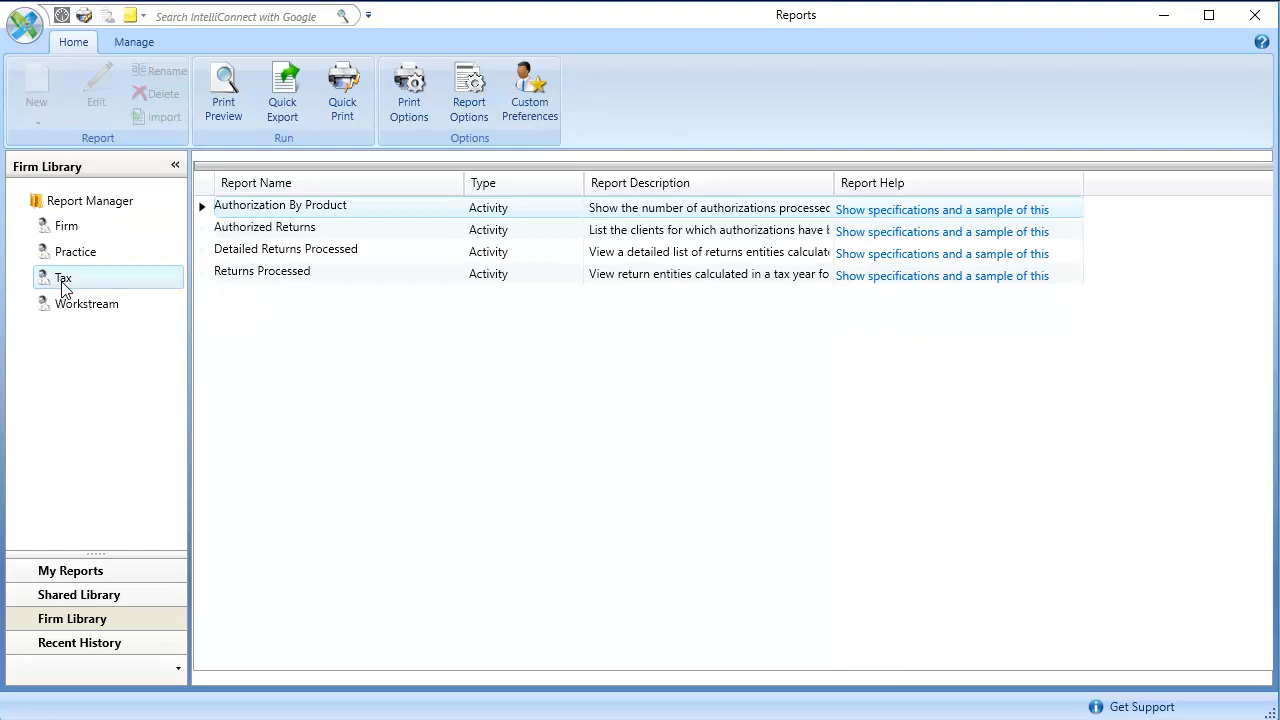 Search IntelliConnect with Google
Reports
Home
Manage
New
Edit
Rename
Delete
Import
Report
Print
Preview
Quick
Export
Quick
Print
Run
Print
Options
Report
Options
Custom
Preferences
Options
Firm Library
Report Manager
Firm
Practice
Tax
Workstream
Report Name
Type
Report Description
Report Help
Authorization By Product
Activity
Show the number of authorizations processed
Show specifications and a sample of this
Authorized Returns
Activity
List the clients for which authorizations have
Show specifications and a sample of this
Detailed Returns Processed
Activity
View a detailed list of returns entities
Show specifications and a sample of this
Returns Processed
Activity
View return entities calculated in a tax year
Show specifications and a sample of this
My Reports
Shared Library
Firm Library
Recent History
Get Support